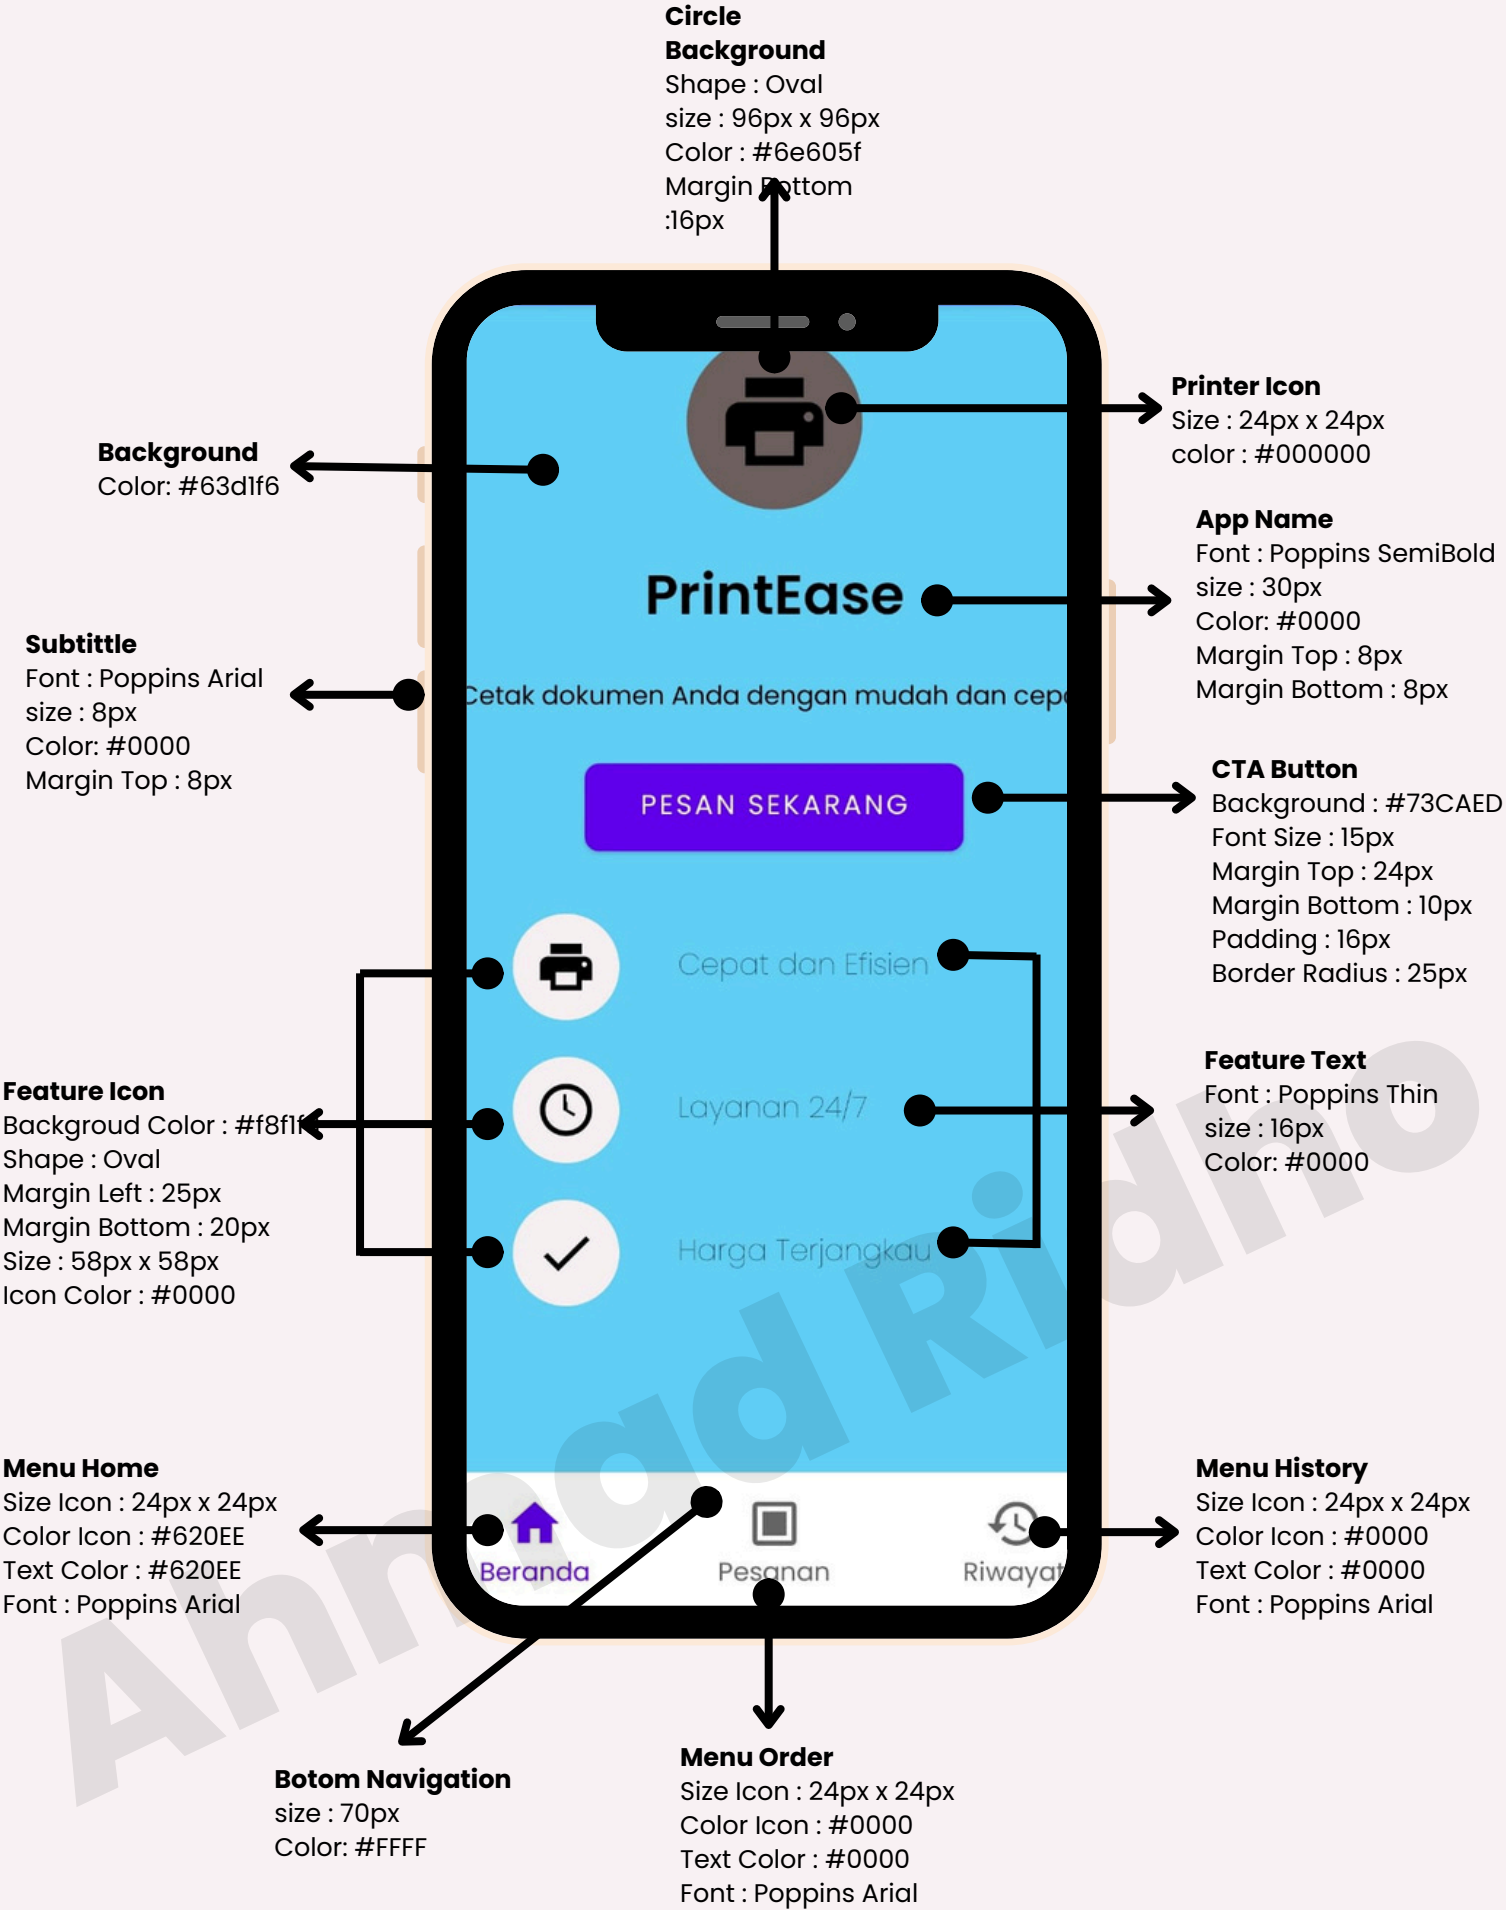 Circle
Background
Shape : Oval
size : 96px x 96px
Color : #6e605f
Margin Bottom
:16px
Printer Icon
Size : 24px x 24px
color : #000000
Background
Color: #63d1f6
App Name
Font : Poppins SemiBold
size : 30px
Color: #0000
Margin Top : 8px
Margin Bottom : 8px
PrintEase
Subtittle
Font : Poppins Arial
size : 8px
Color: #0000
Margin Top : 8px
Cetak dokumen Anda dengan mudah dan cepa
CTA Button
Background : #73CAED
Font Size : 15px
Margin Top : 24px
Margin Bottom : 10px
Padding : 16px
Border Radius : 25px
PESAN SEKARANG
Cepat dan Efisien
Layanan 24/7
Harga Terjangkau
Feature Icon
Backgroud Color :
Shape : Oval
Margin Left : 25px
Margin Bottom : 20px
Size : 58px x 58px
Icon Color : #0000
Feature Text
Font : Poppins Thin
size : 16px
Color: #0000
Ahmad Ridho
Menu Home
Size Icon : 24px x 24px
Color Icon : #620EE
Text Color : #620EE
Font : Poppins Arial
Beranda
Pesanan
Riwayat
Menu History
Size Icon : 24px x 24px
Color Icon : #0000
Text Color : #0000
Font : Poppins Arial
Botom Navigation
size : 70px
Color: #FFFF
Menu Order
Size Icon : 24px x 24px
Color Icon : #0000
Text Color : #0000
Font : Poppins Arial